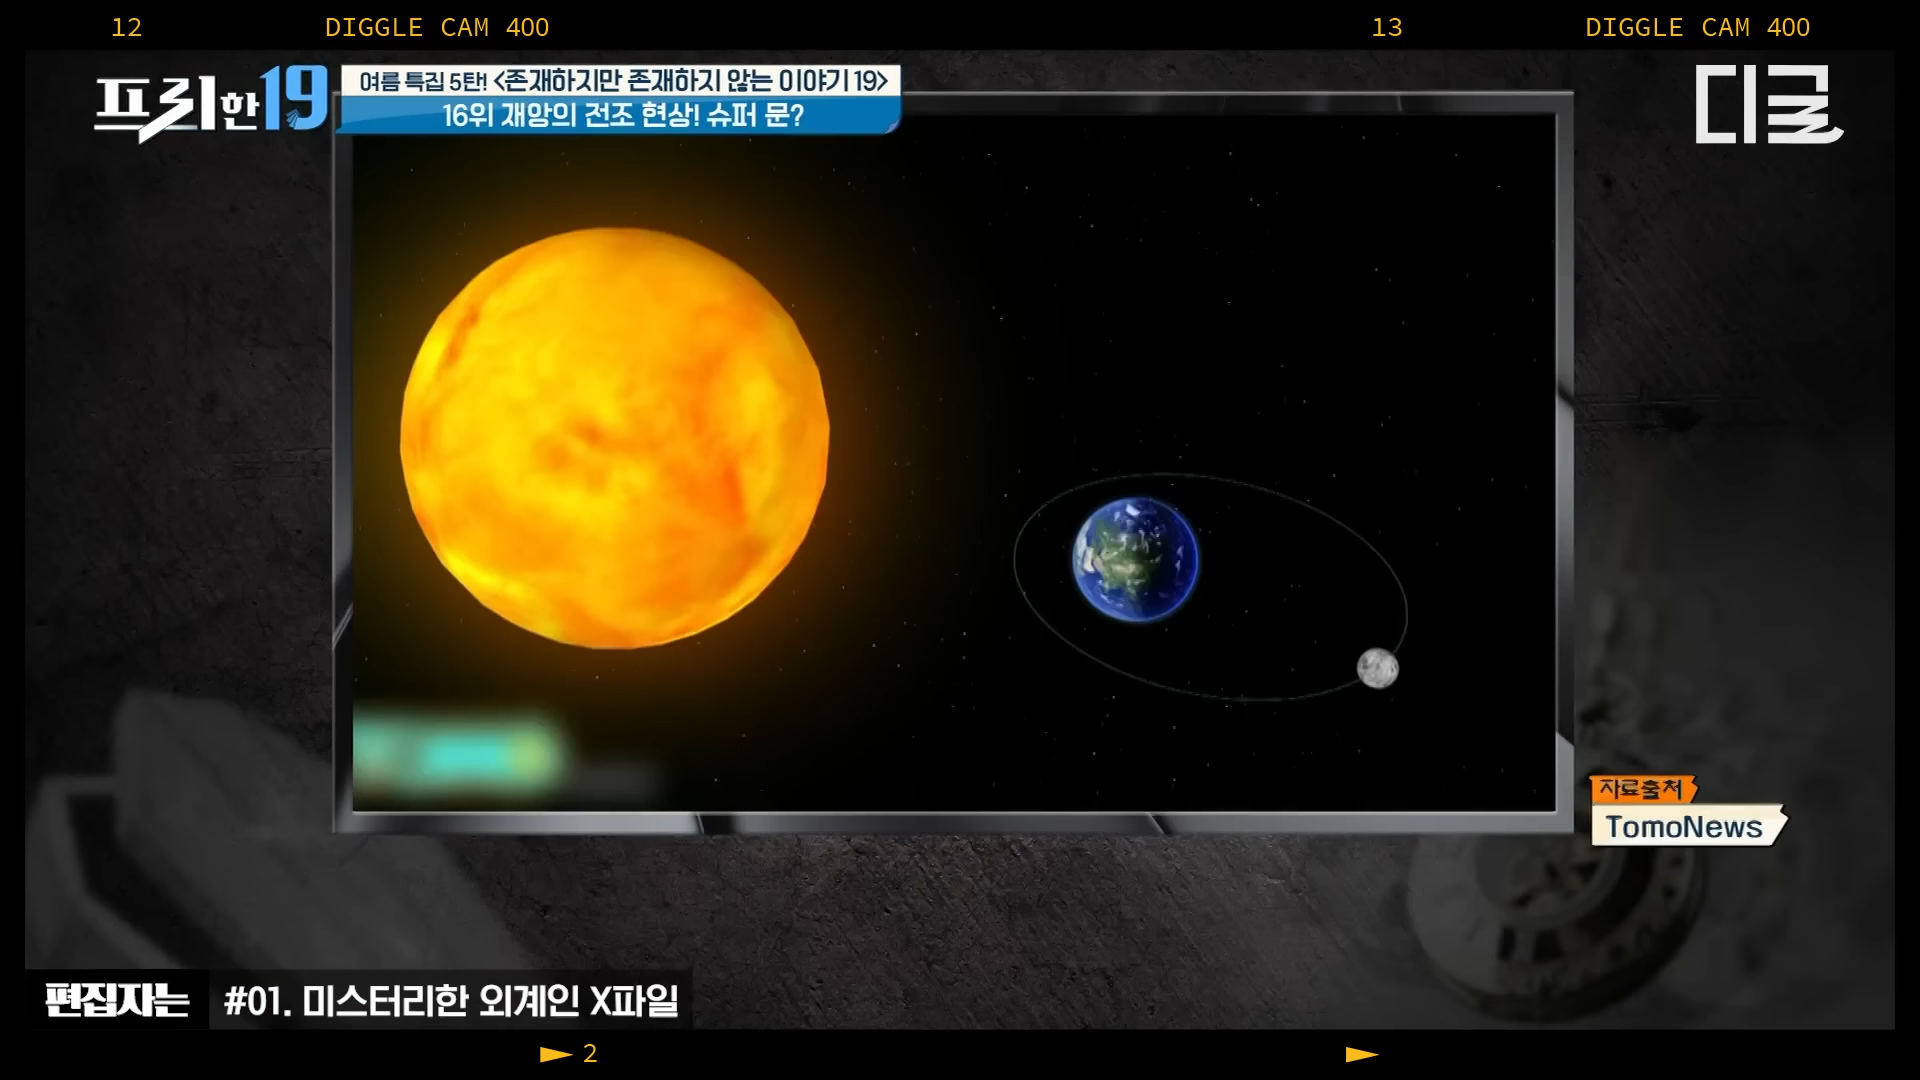 12
DIGGLE CAM 400
13
DIGGLE CAM 400
프리한19
여름 특집 5탄! <존재하지만 존재하지 않는 이야기 19>
16위 재앙의 전조 현상! 슈퍼 문?
디글
자료출처
TomoNews
편집자는
#01. 미스터리한 외계인 X파일
2